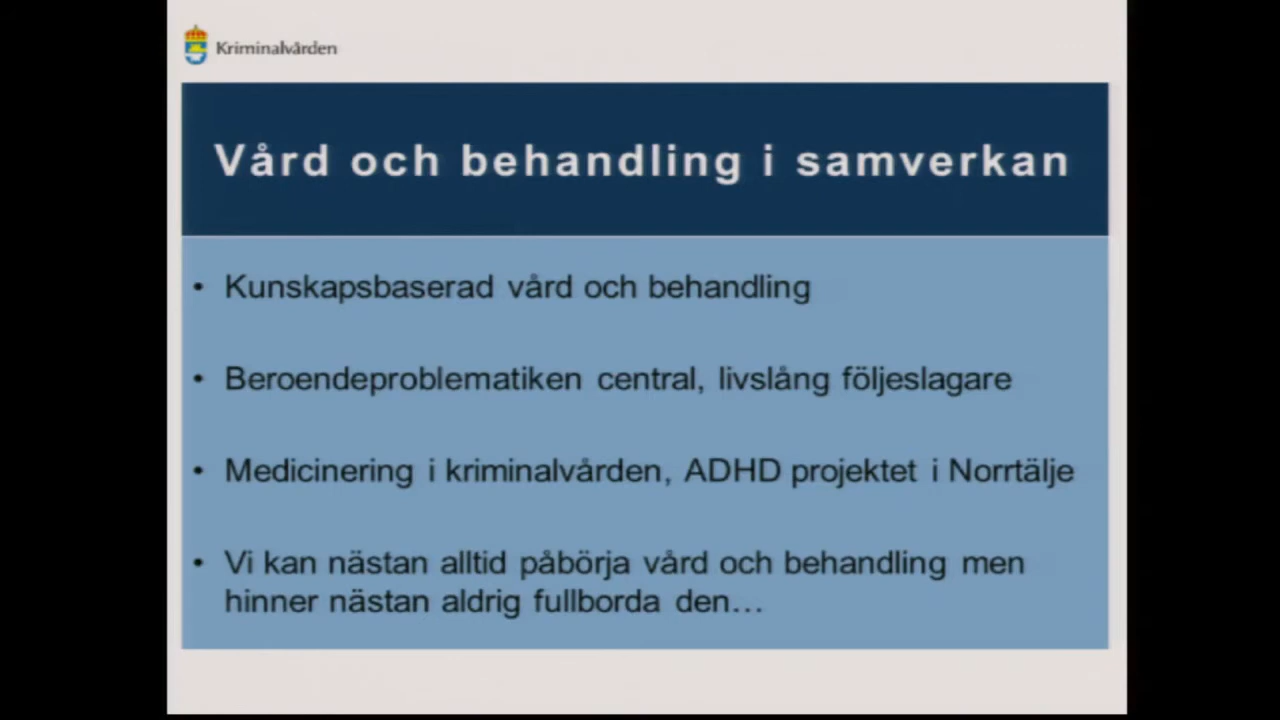 Kriminalvården
Vård och behandling i samverkan
• Kunskapsbaserad vård och behandling
• Beroendeproblematiken central, livslång följeslagare
• Medicinering i kriminalvården, ADHD projektet i Norrtälje
• Vi kan nästan alltid påbörja vård och behandling men
hinner nästan aldrig fullborda den…